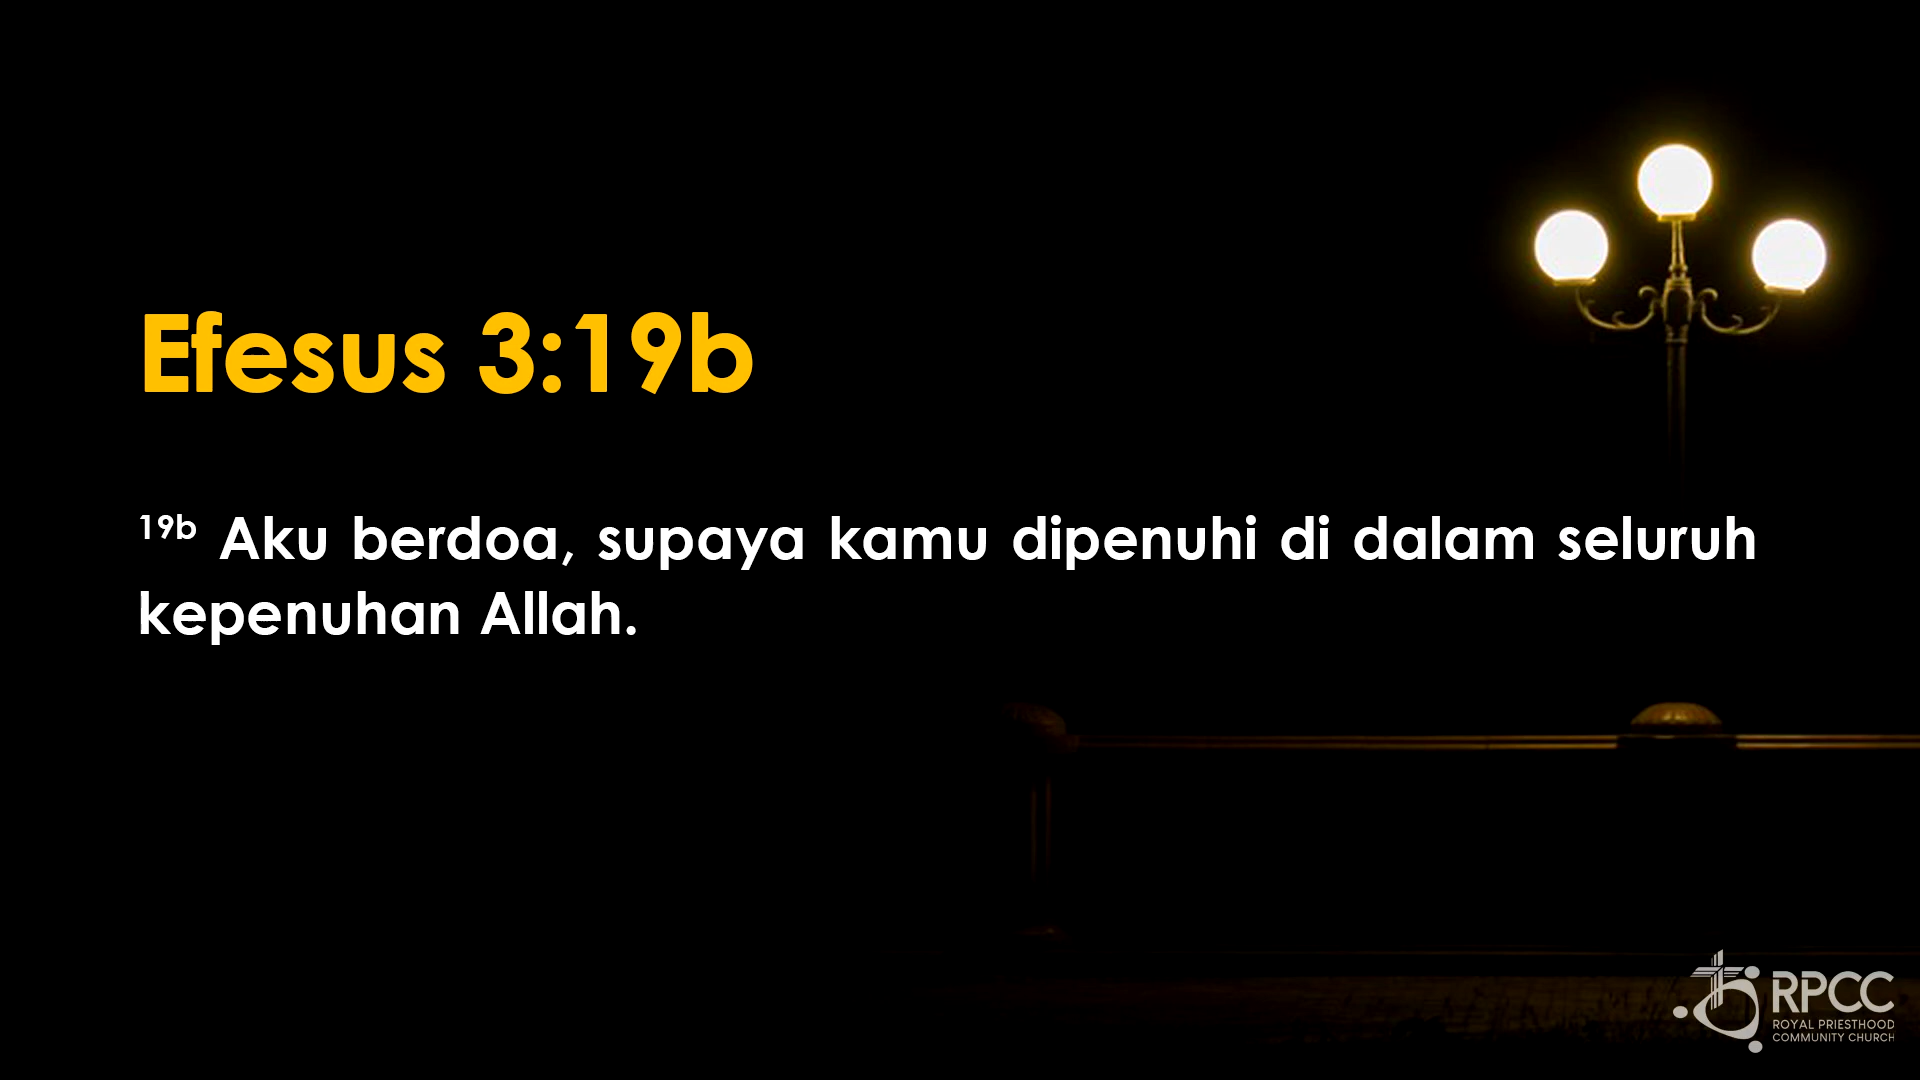 Efesus 3:19b
19b Aku berdoa, supaya kamu dipenuhi di dalam seluruh
kepenuhan Allah.
RPCC
ROYAL PRIESTHOOD
COMMUNITY CHURCH